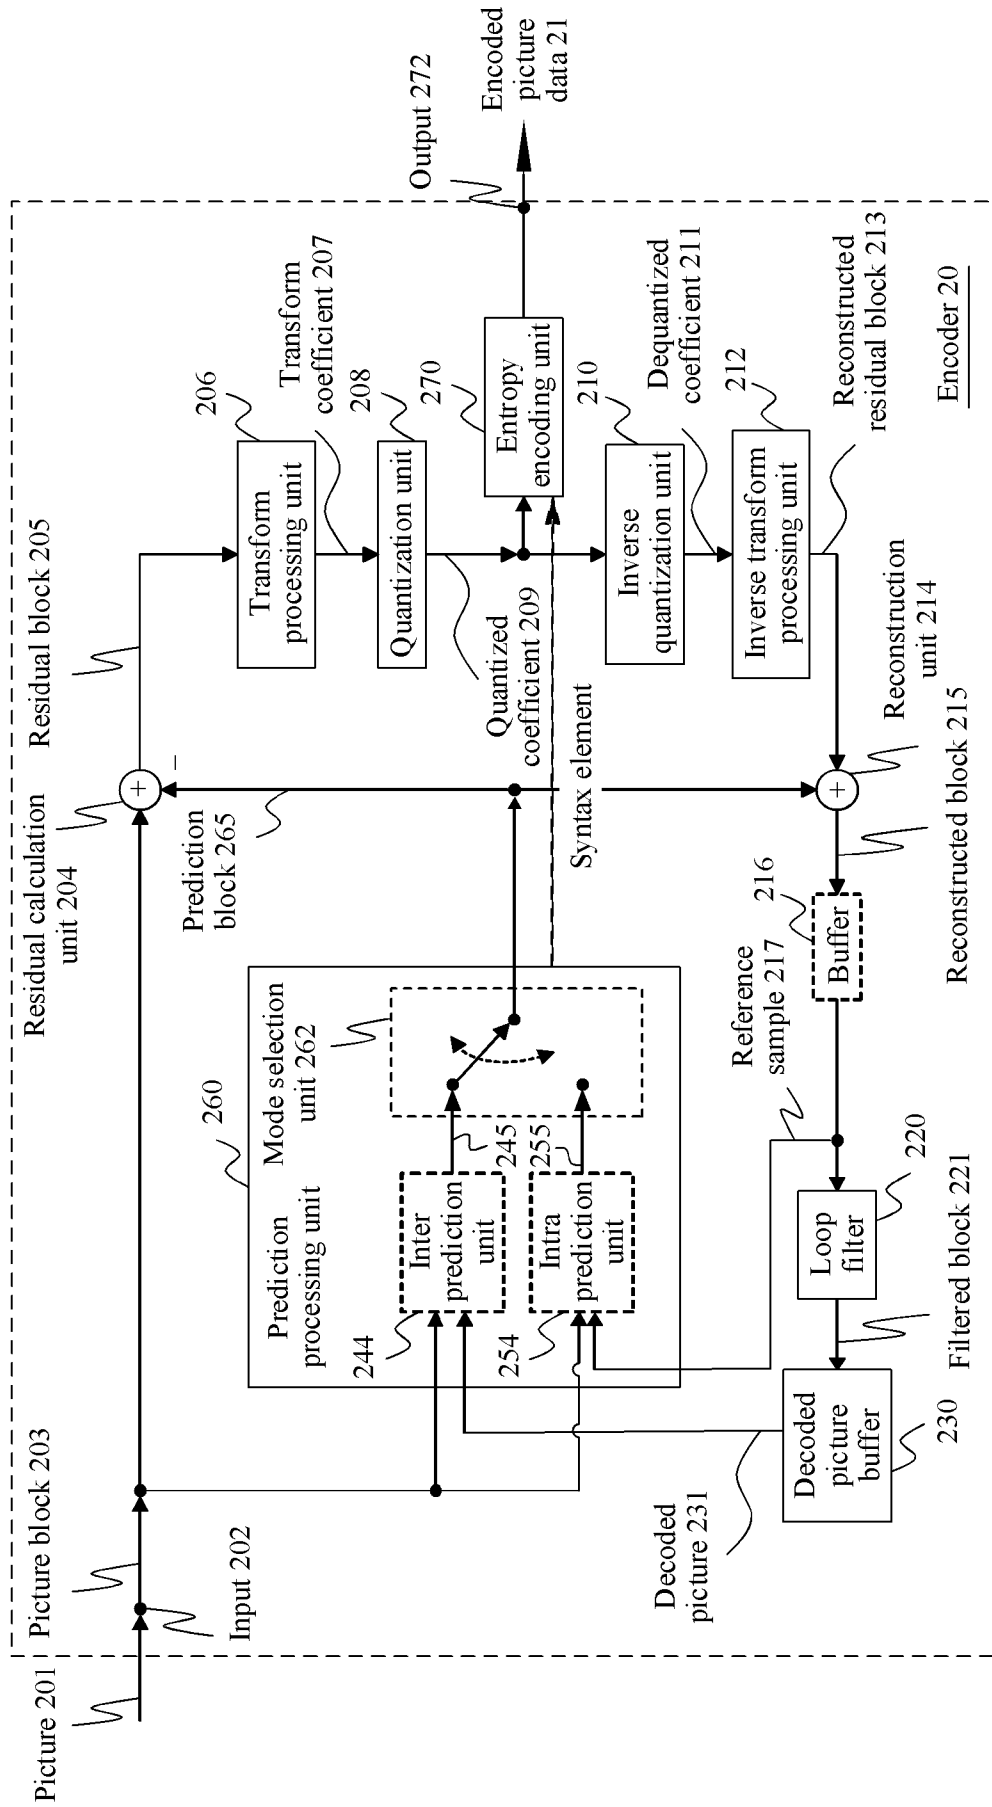 Picture 201
Picture block 203
Input 202
Residual calculation
unit 204
Residual block 205
Prediction
block 265
206
Transform
processing unit
Transform
coefficient 207
208
Quantization unit
Quantized
coefficient 209
270
Entropy
encoding unit
Output 272
Encoded
picture
data 21
260
Prediction
processing unit
Mode selection
unit 262
244
Inter
prediction
unit
245
254
Intra
prediction
unit
255
Syntax element
210
Inverse
quantization unit
Dequantized
coefficient 211
212
Inverse transform
processing unit
Reconstructed
residual block 213
Reconstruction
unit 214
Reconstructed block 215
216
Buffer
Reference
sample 217
220
Loop
filter
Filtered block 221
Decoded
picture
buffer
230
Decoded
picture 231
Encoder 20
+
−
+